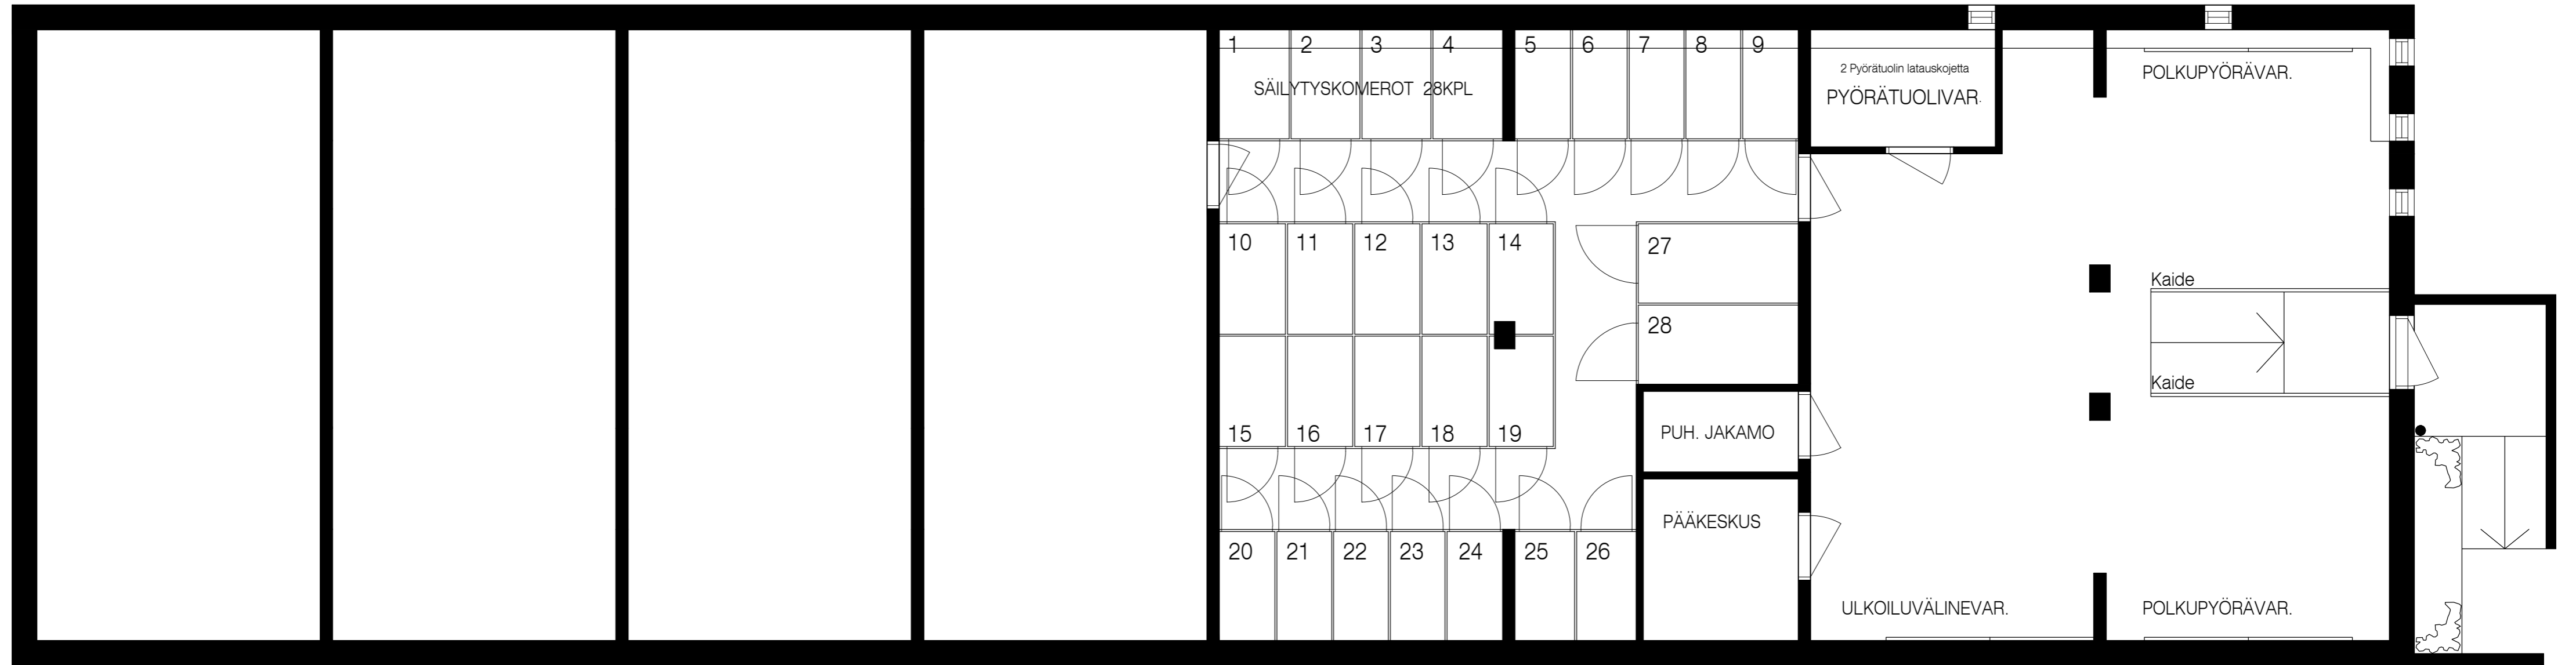 1 2 3 4 5 6 7 8 9
2 Pyörätuolin latauskojetta
POLKUPYÖRÄVAR.
SÄILYTYSKOMEROT 28KPL
PYÖRÄTUOLIVAR.
10 11 12 13 14
27
Kaide
28
Kaide
15 16 17 18 19
PUH. JAKAMO
PÄÄKESKUS
20 21 22 23 24 25 26
ULKOILUVÄLINEVAR.
POLKUPYÖRÄVAR.